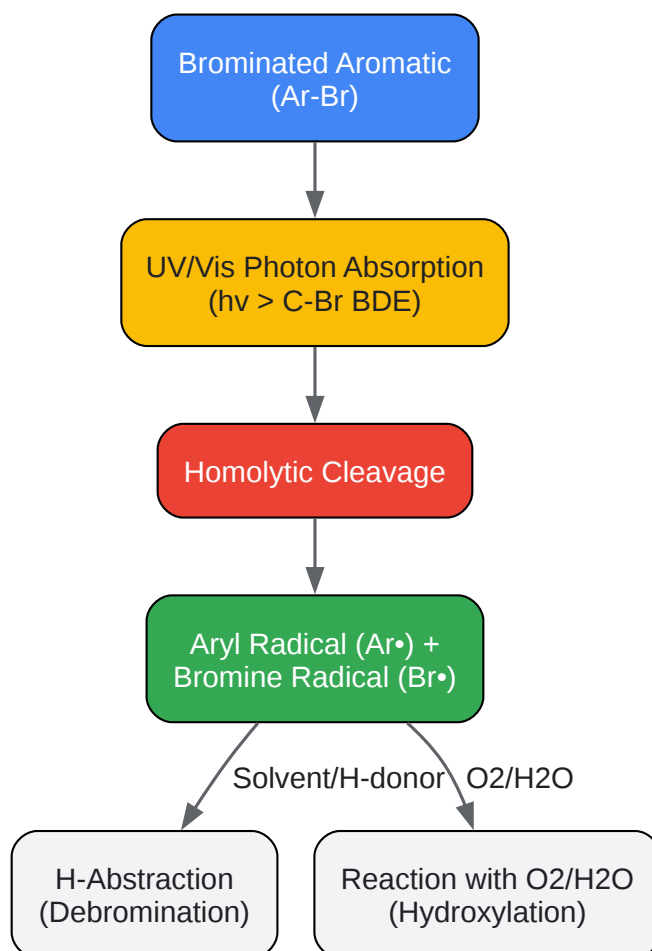 Brominated Aromatic
(Ar-Br)
UV/Vis Photon Absorption
(hv > C-Br BDE)
Homolytic Cleavage
Aryl Radical (Ar•) +
Bromine Radical (Br•)
Solvent/H-donor
O2/H2O
H-Abstraction
(Debromination)
Reaction with O2/H2O
(Hydroxylation)